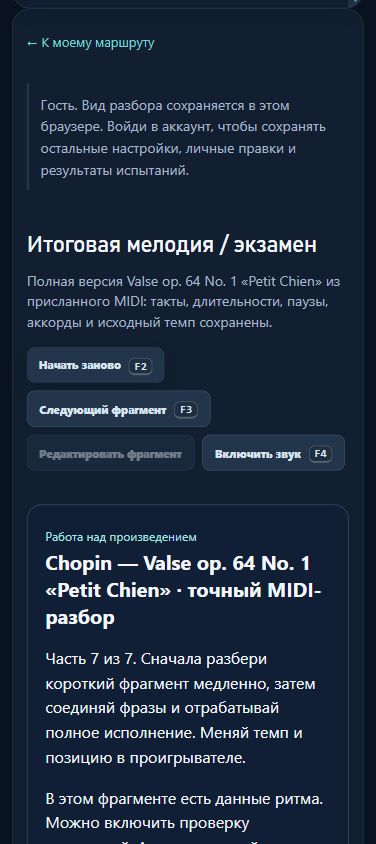 ← К моему маршруту
Гость. Вид разбора сохраняется в этом
браузере. Войди в аккаунт, чтобы сохранять
остальные настройки, личные правки и
результаты испытаний.
Итоговая мелодия / экзамен
Полная версия Valse op. 64 No. 1 «Petit Chien» из
присланного MIDI: такты, длительности, паузы,
аккорды и исходный темп сохранены.
Начать заново F2
Следующий фрагмент F3
Редактировать фрагмент Включить звук F4
Работа над произведением
Chopin — Valse op. 64 No. 1
«Petit Chien» · точный MIDI-
разбор
Часть 7 из 7. Сначала разбери
короткий фрагмент медленно, затем
соединяй фразы и отрабатывай
полное исполнение. Меняй темп и
позицию в проигрывателе.
В этом фрагменте есть данные ритма.
Можно включить проверку